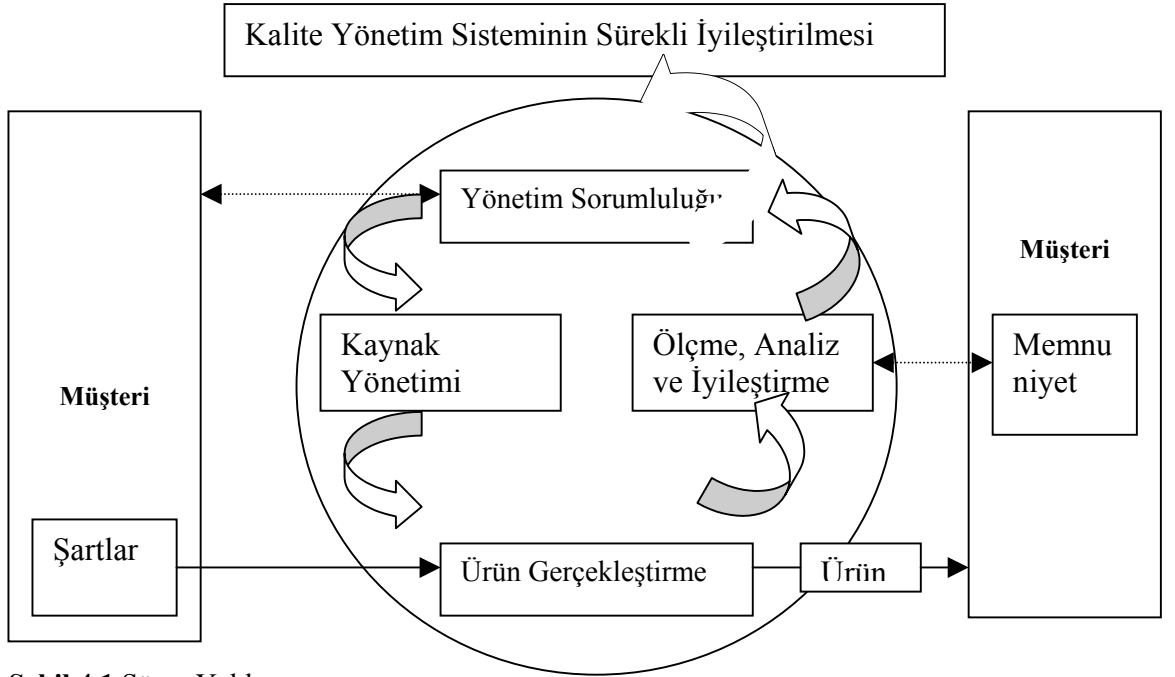 Kalite Yönetim Sisteminin Sürekli İyileştirilmesi
Yönetim Sorumluluğu
Müşteri
Kaynak
Yönetimi
Ölçme, Analiz
ve İyileştirme
Memnu
niyet
Müşteri
Şartlar
Ürün Gerçekleştirme
Ürün